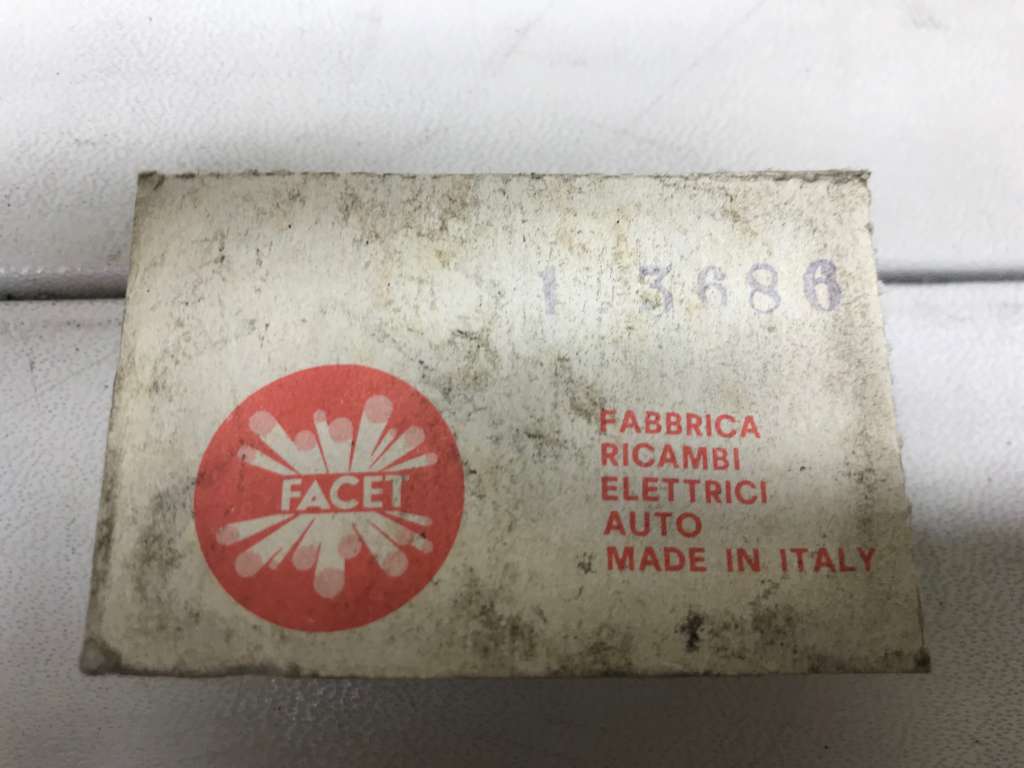 1 3686
FACET
FABBRICA
RICAMBI
ELETTRICI
AUTO
MADE IN ITALY